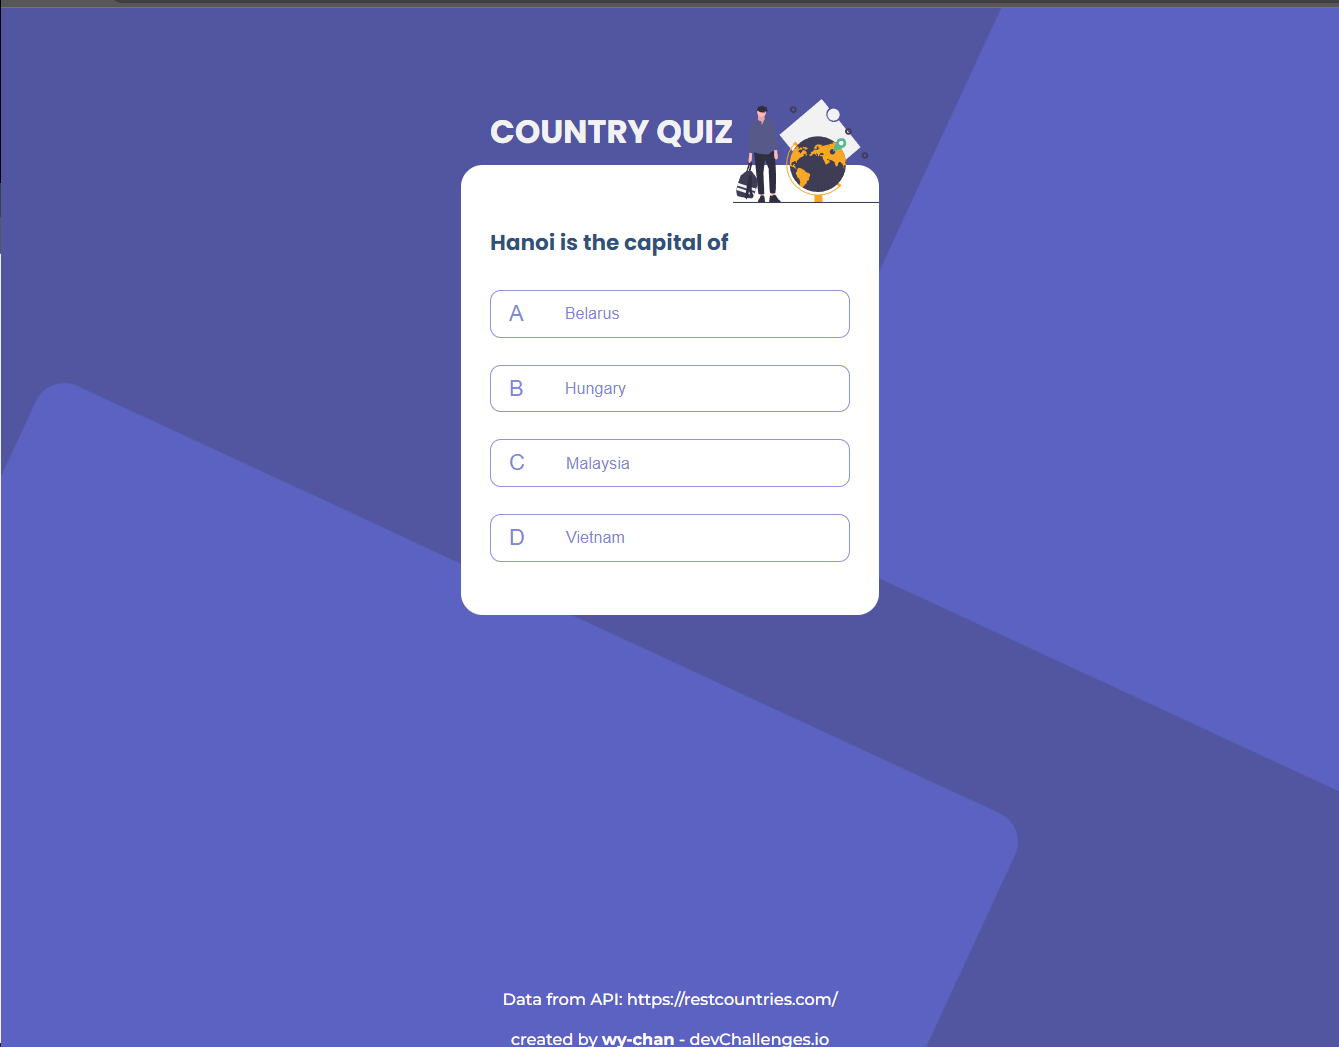 COUNTRY QUIZ
Hanoi is the capital of
A Belarus
B Hungary
C Malaysia
D Vietnam
Data from API: https://restcountries.com/
created by wy-chan - devChallenges.io